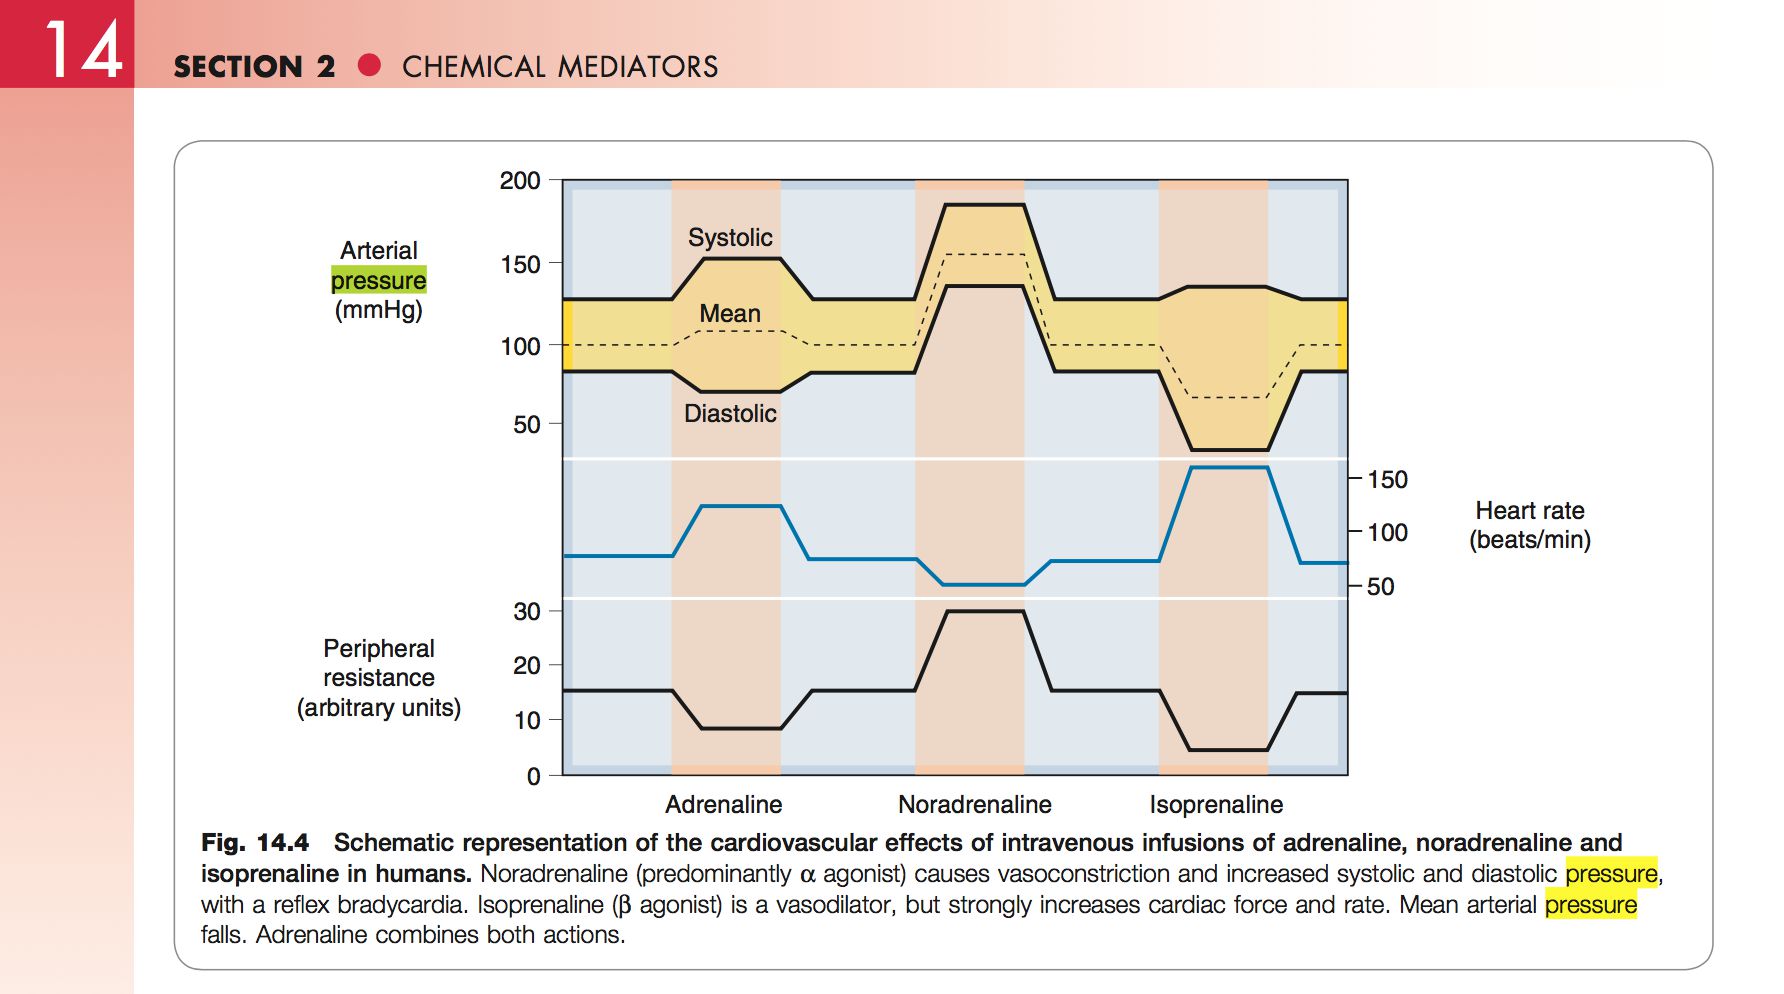 14
SECTION 2 ● CHEMICAL MEDIATORS
Arterial
pressure
(mmHg)
200
150
100
50
Systolic
Mean
Diastolic
150
100
50
Heart rate
(beats/min)
Peripheral
resistance
(arbitrary units)
30
20
10
0
Adrenaline Noradrenaline Isoprenaline
Fig. 14.4 Schematic representation of the cardiovascular effects of intravenous infusions of adrenaline, noradrenaline and
isoprenaline in humans. Noradrenaline (predominantly α agonist) causes vasoconstriction and increased systolic and diastolic pressure,
with a reflex bradycardia. Isoprenaline (β agonist) is a vasodilator, but strongly increases cardiac force and rate. Mean arterial pressure
falls. Adrenaline combines both actions.